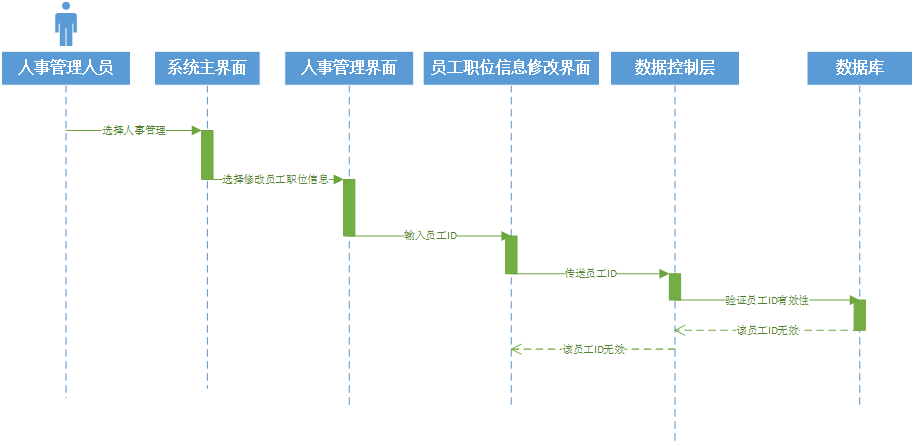 人事管理人员
系统主界面
人事管理界面
员工职位信息修改界面
数据控制层
数据库
选择人事管理
选择修改员工职位信息
输入员工ID
传送员工ID
验证员工ID有效性
该员工ID无效
该员工ID无效